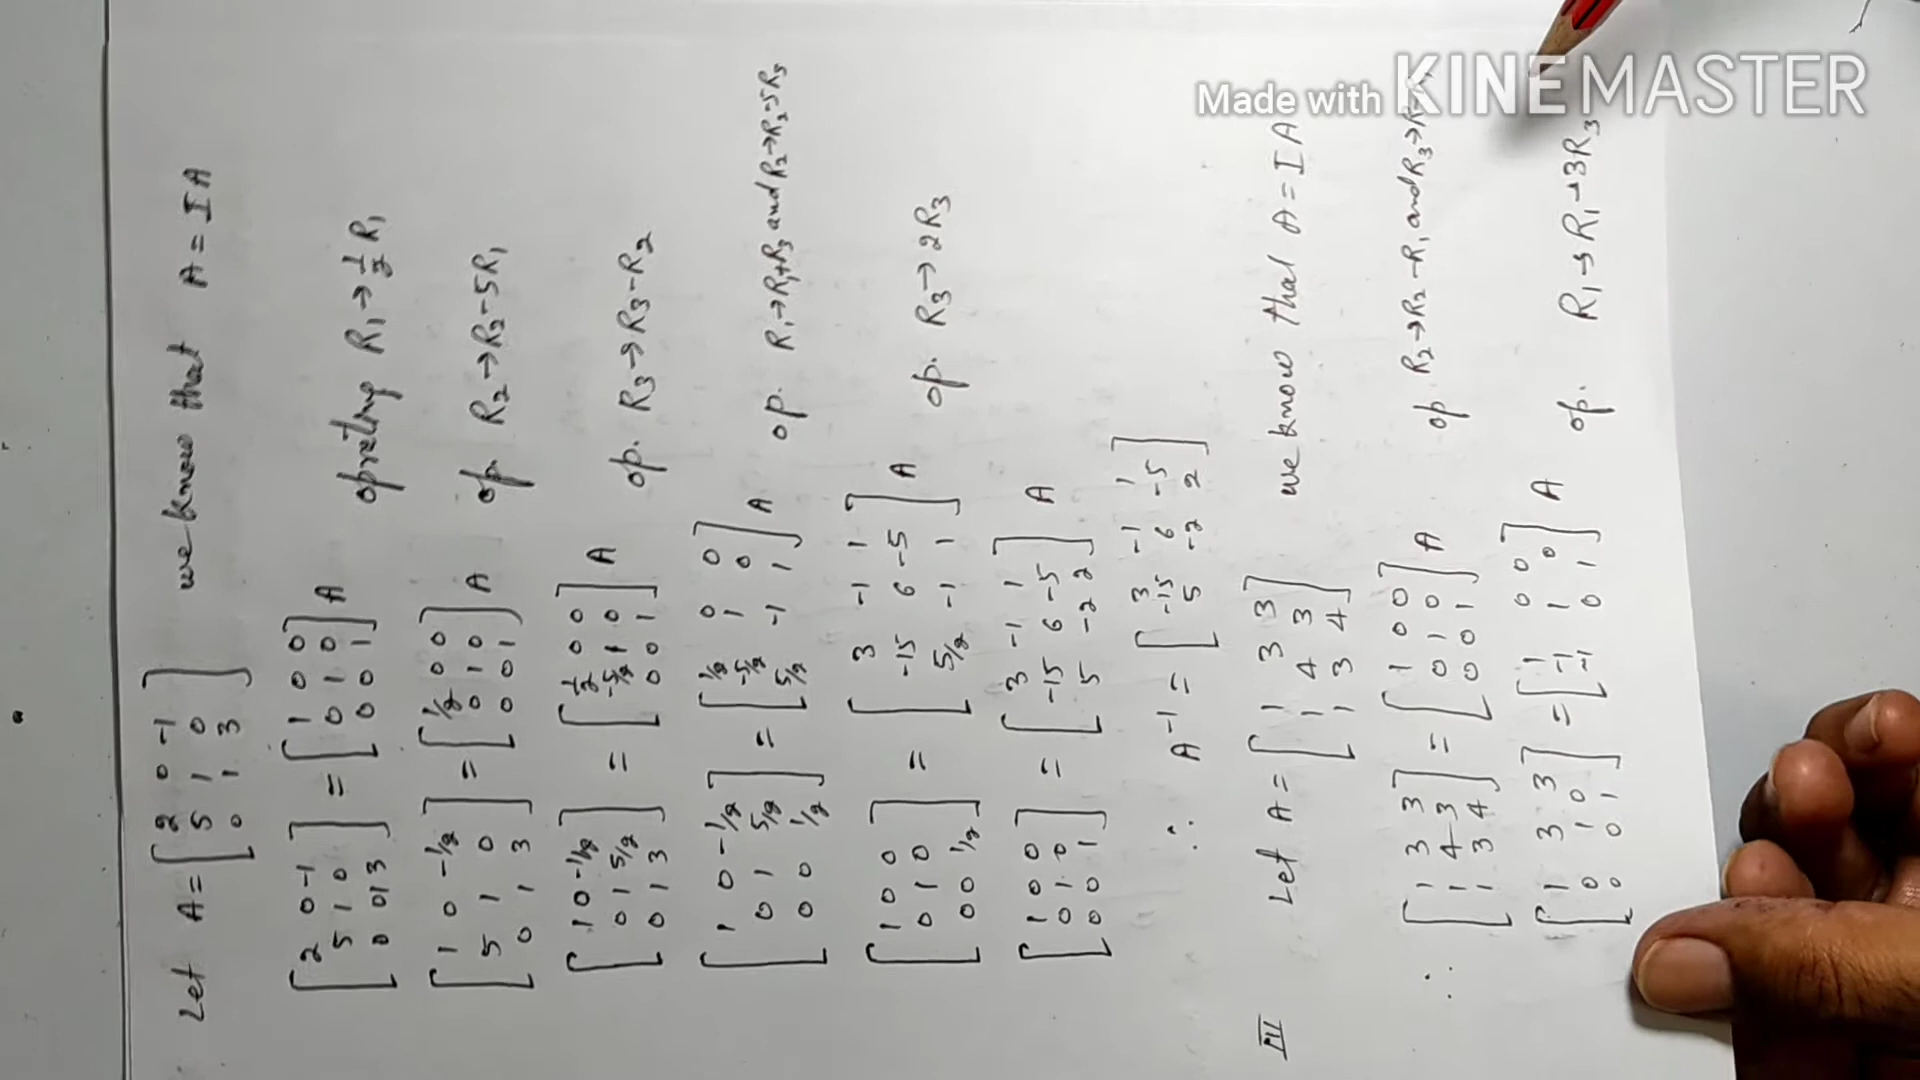 Let A = [ 2 0 -1 we know that A = IA
5 1 0
0 1 3 ]
[ 2 0 -1 ] = [ 1 0 0 ] A opreting R1→1/2 R1
5 1 0 0 1 0
0 01 3 0 0 1
[ 1 0 -1/2 ] = [ 1/2 0 0 ] A op R2→R2-5R1
5 1 0 0 1 0
0 1 3 0 0 1
[ 1 0 -1/2 ] = [ 1/2 0 0 ] A op. R3→R3-R2
0 1 5/2 -5/2 1 0
0 1 3 0 0 1
[ 1 0 -1/2 ] = [ 1/2 0 0 ] A op. R1→R1+R3 and R2→R2-5R3
0 1 5/2 -5/2 1 0
0 0 1/2 5/2 -1 1
[ 1 0 0 ] = [ 3 -1 1 ] A op. R3→2R3
0 1 0 -15 6 -5
0 0 1/2 5/2 -1 1
[ 1 0 0 ] = [ 3 -1 1 ] A
0 1 0 -15 6 -5
0 0 1 5 -2 2
∴ A-1 = [ 3 -1 1
-15 6 -5
5 -2 2 ]
III Let A = [ 1 3 3 we know that A = IA
1 4 3
1 3 4 ]
∴ [ 1 3 3 ] = [ 1 0 0 ] A op R2→R2-R1 and R3→
1 4 3 0 1 0
1 3 4 0 0 1
[ 1 3 3 ] = [ 1 0 0 ] A op. R1→R1-3R3
0 1 0 -1 1 0
0 0 1 -1 0 1
Made with KINEMASTER